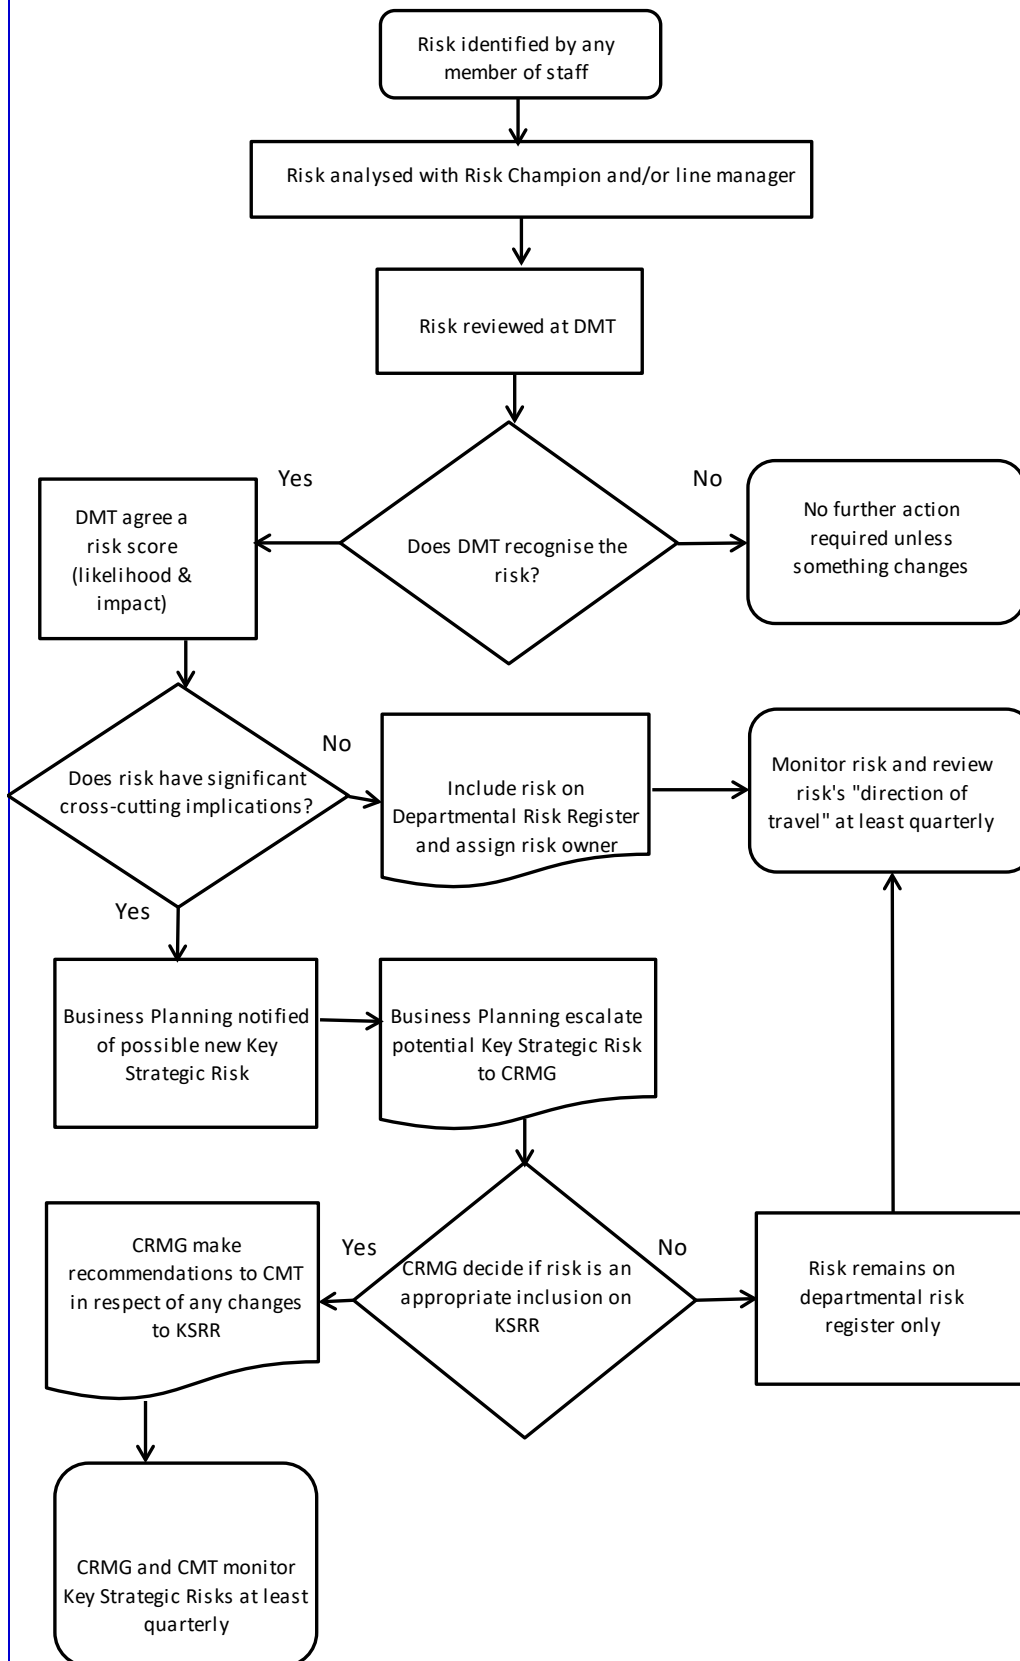 Risk identified by any
member of staff
Risk analysed with Risk Champion and/or line manager
Risk reviewed at DMT
Yes
No
DMT agree a
risk score
(likelihood &
impact)
Does DMT recognise the
risk?
No further action
required unless
something changes
No
Does risk have significant
cross-cutting implications?
Include risk on
Departmental Risk Register
and assign risk owner
Monitor risk and review
risk's "direction of
travel" at least quarterly
Yes
Business Planning notified
of possible new Key
Strategic Risk
Business Planning escalate
potential Key Strategic Risk
to CRMG
CRMG make
recommendations to CMT
in respect of any changes
to KSRR
Yes
CRMG decide if risk is an
appropriate inclusion on
KSRR
No
Risk remains on
departmental risk
register only
CRMG and CMT monitor
Key Strategic Risks at least
quarterly